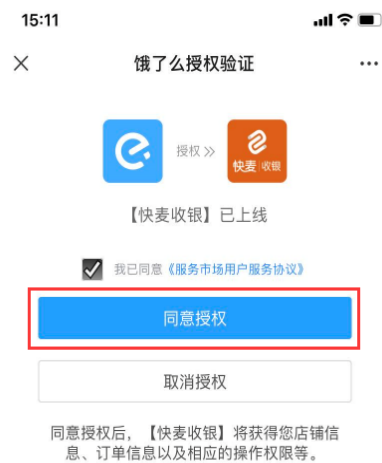 15:11
饿了么授权验证
授权 »
快麦 收银
【快麦收银】已上线
我已同意《服务市场用户服务协议》
同意授权
取消授权
同意授权后，【快麦收银】将获得您店铺信
息、订单信息以及相应的操作权限等。